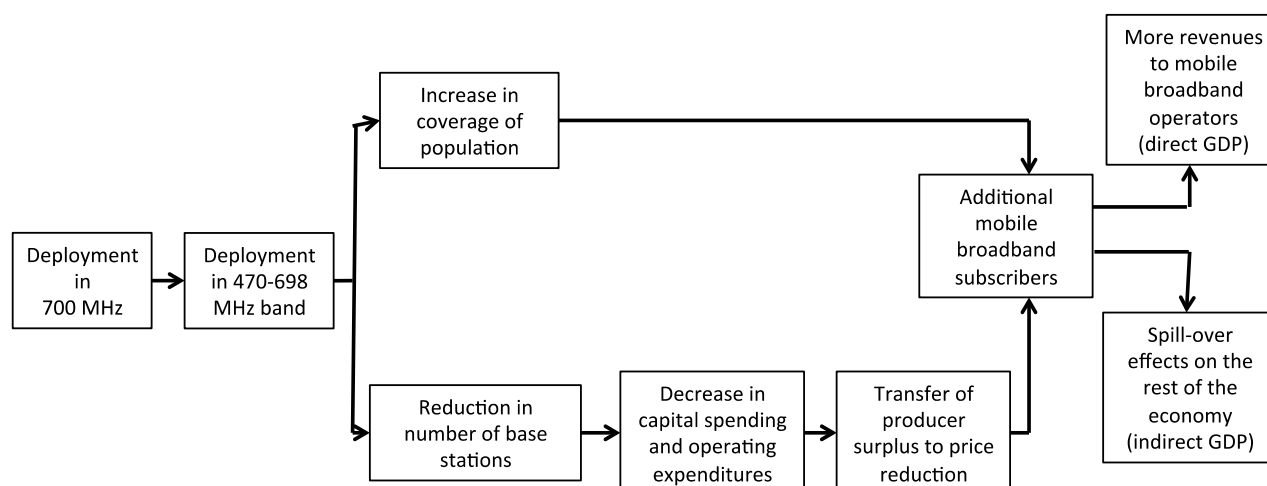 Deployment
in
700 MHz
Deployment
in 470-698
MHz band
Increase in
coverage of
population
Reduction in
number of base
stations
Decrease in
capital spending
and operating
expenditures
Transfer of
producer
surplus to price
reduction
Additional
mobile
broadband
subscribers
More revenues
to mobile
broadband
operators
(direct GDP)
Spill-over
effects on the
rest of the
economy
(indirect GDP)